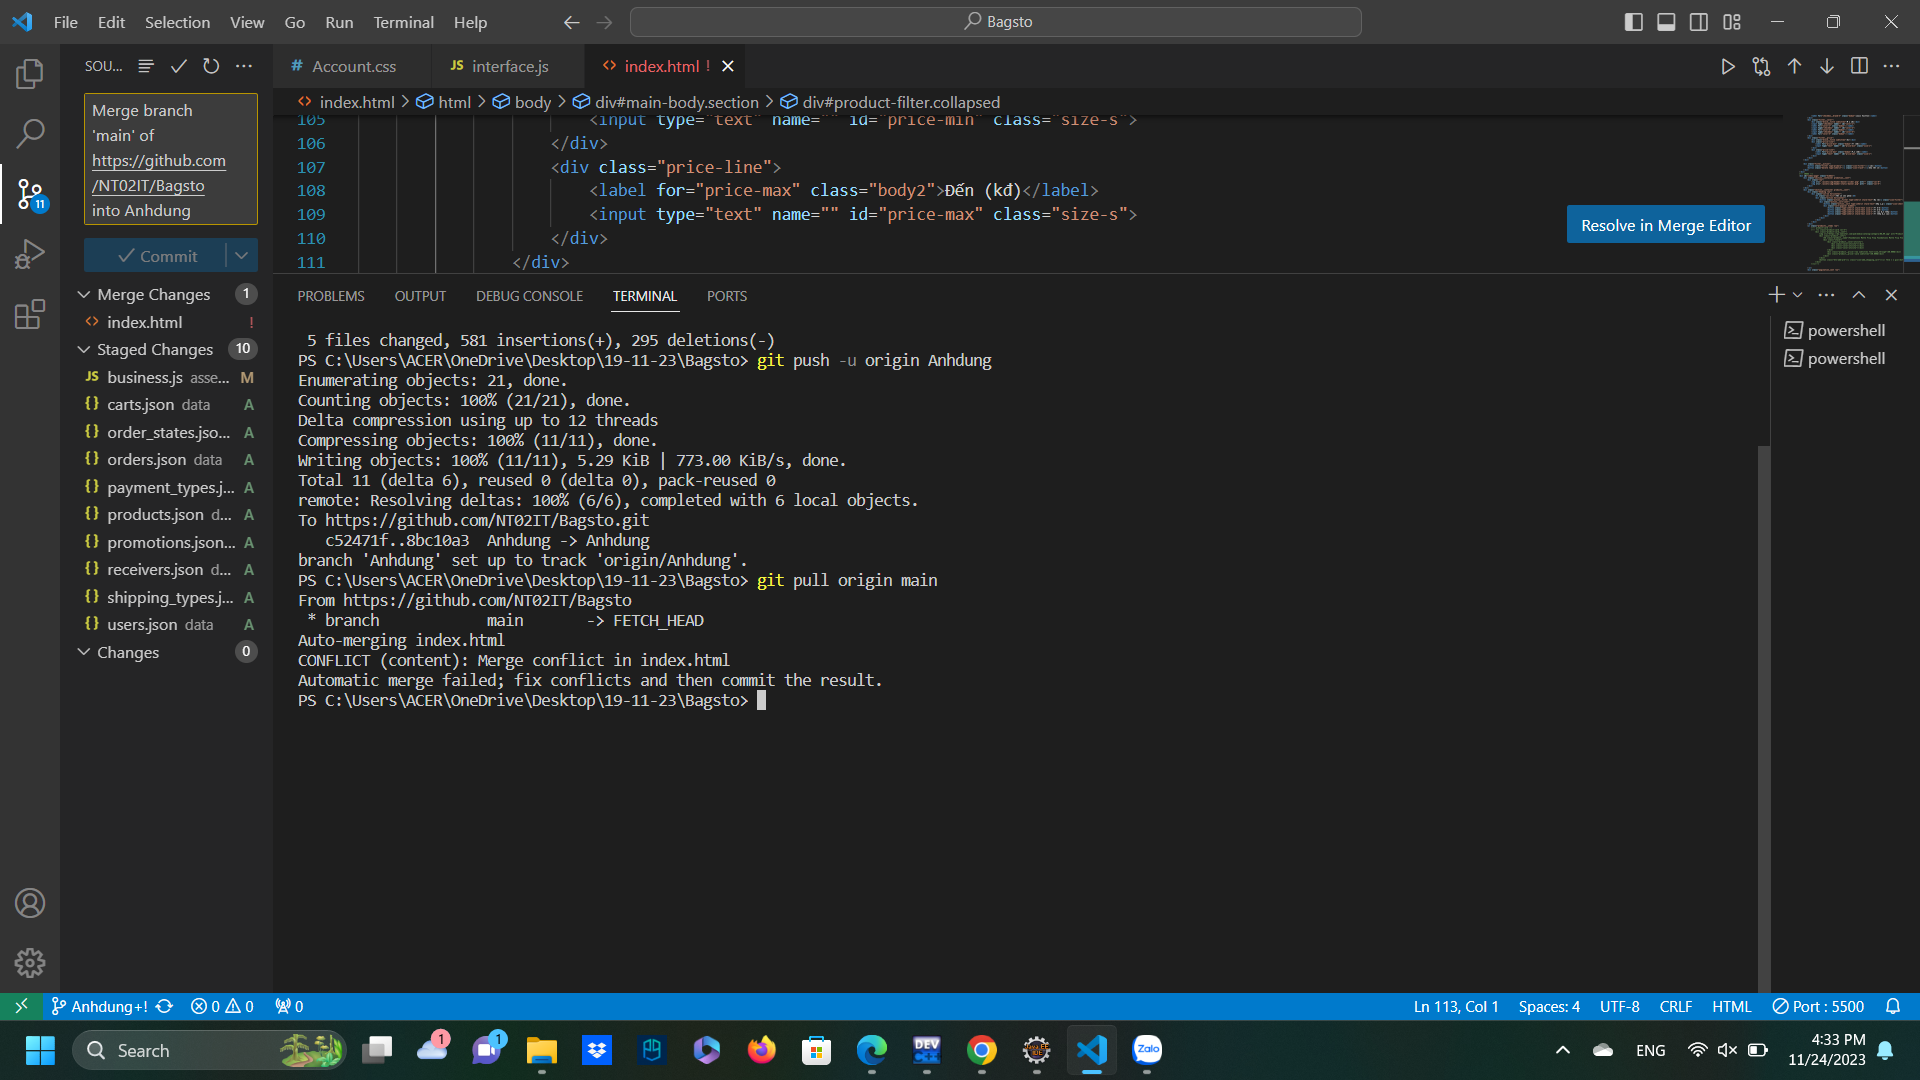 File Edit Selection View Go Run Terminal Help
Bagsto
SOU...
# Account.css
JS interface.js
<> index.html !
<> index.html > html > body > div#main-body.section > div#product-filter.collapsed
Merge branch
'main' of
https://github.com
/NT02IT/Bagsto
into Anhdung
Commit
Merge Changes 1
<> index.html !
Staged Changes 10
JS business.js asse... M
{} carts.json data A
{} order_states.jso... A
{} orders.json data A
{} payment_types.j... A
{} products.json d... A
{} promotions.json... A
{} receivers.json d... A
{} shipping_types.j... A
{} users.json data A
Changes 0
11
105 <input type="text" name="" id="price-min" class="size-s">
106 </div>
107 <div class="price-line">
108 <label for="price-max" class="body2">Đến (kđ)</label>
109 <input type="text" name="" id="price-max" class="size-s">
110 </div>
111 </div>
Resolve in Merge Editor
PROBLEMS OUTPUT DEBUG CONSOLE TERMINAL PORTS
powershell
powershell
5 files changed, 581 insertions(+), 295 deletions(-)
PS C:\Users\ACER\OneDrive\Desktop\19-11-23\Bagsto> git push -u origin Anhdung
Enumerating objects: 21, done.
Counting objects: 100% (21/21), done.
Delta compression using up to 12 threads
Compressing objects: 100% (11/11), done.
Writing objects: 100% (11/11), 5.29 KiB | 773.00 KiB/s, done.
Total 11 (delta 6), reused 0 (delta 0), pack-reused 0
remote: Resolving deltas: 100% (6/6), completed with 6 local objects.
To https://github.com/NT02IT/Bagsto.git
c52471f..8bc10a3 Anhdung -> Anhdung
branch 'Anhdung' set up to track 'origin/Anhdung'.
PS C:\Users\ACER\OneDrive\Desktop\19-11-23\Bagsto> git pull origin main
From https://github.com/NT02IT/Bagsto
* branch main -> FETCH_HEAD
Auto-merging index.html
CONFLICT (content): Merge conflict in index.html
Automatic merge failed; fix conflicts and then commit the result.
PS C:\Users\ACER\OneDrive\Desktop\19-11-23\Bagsto>
Anhdung+! 0 0 0
Ln 113, Col 1 Spaces: 4 UTF-8 CRLF HTML Port : 5500
Search
1
1
DEV
C++
Zalo
ENG
4:33 PM
11/24/2023